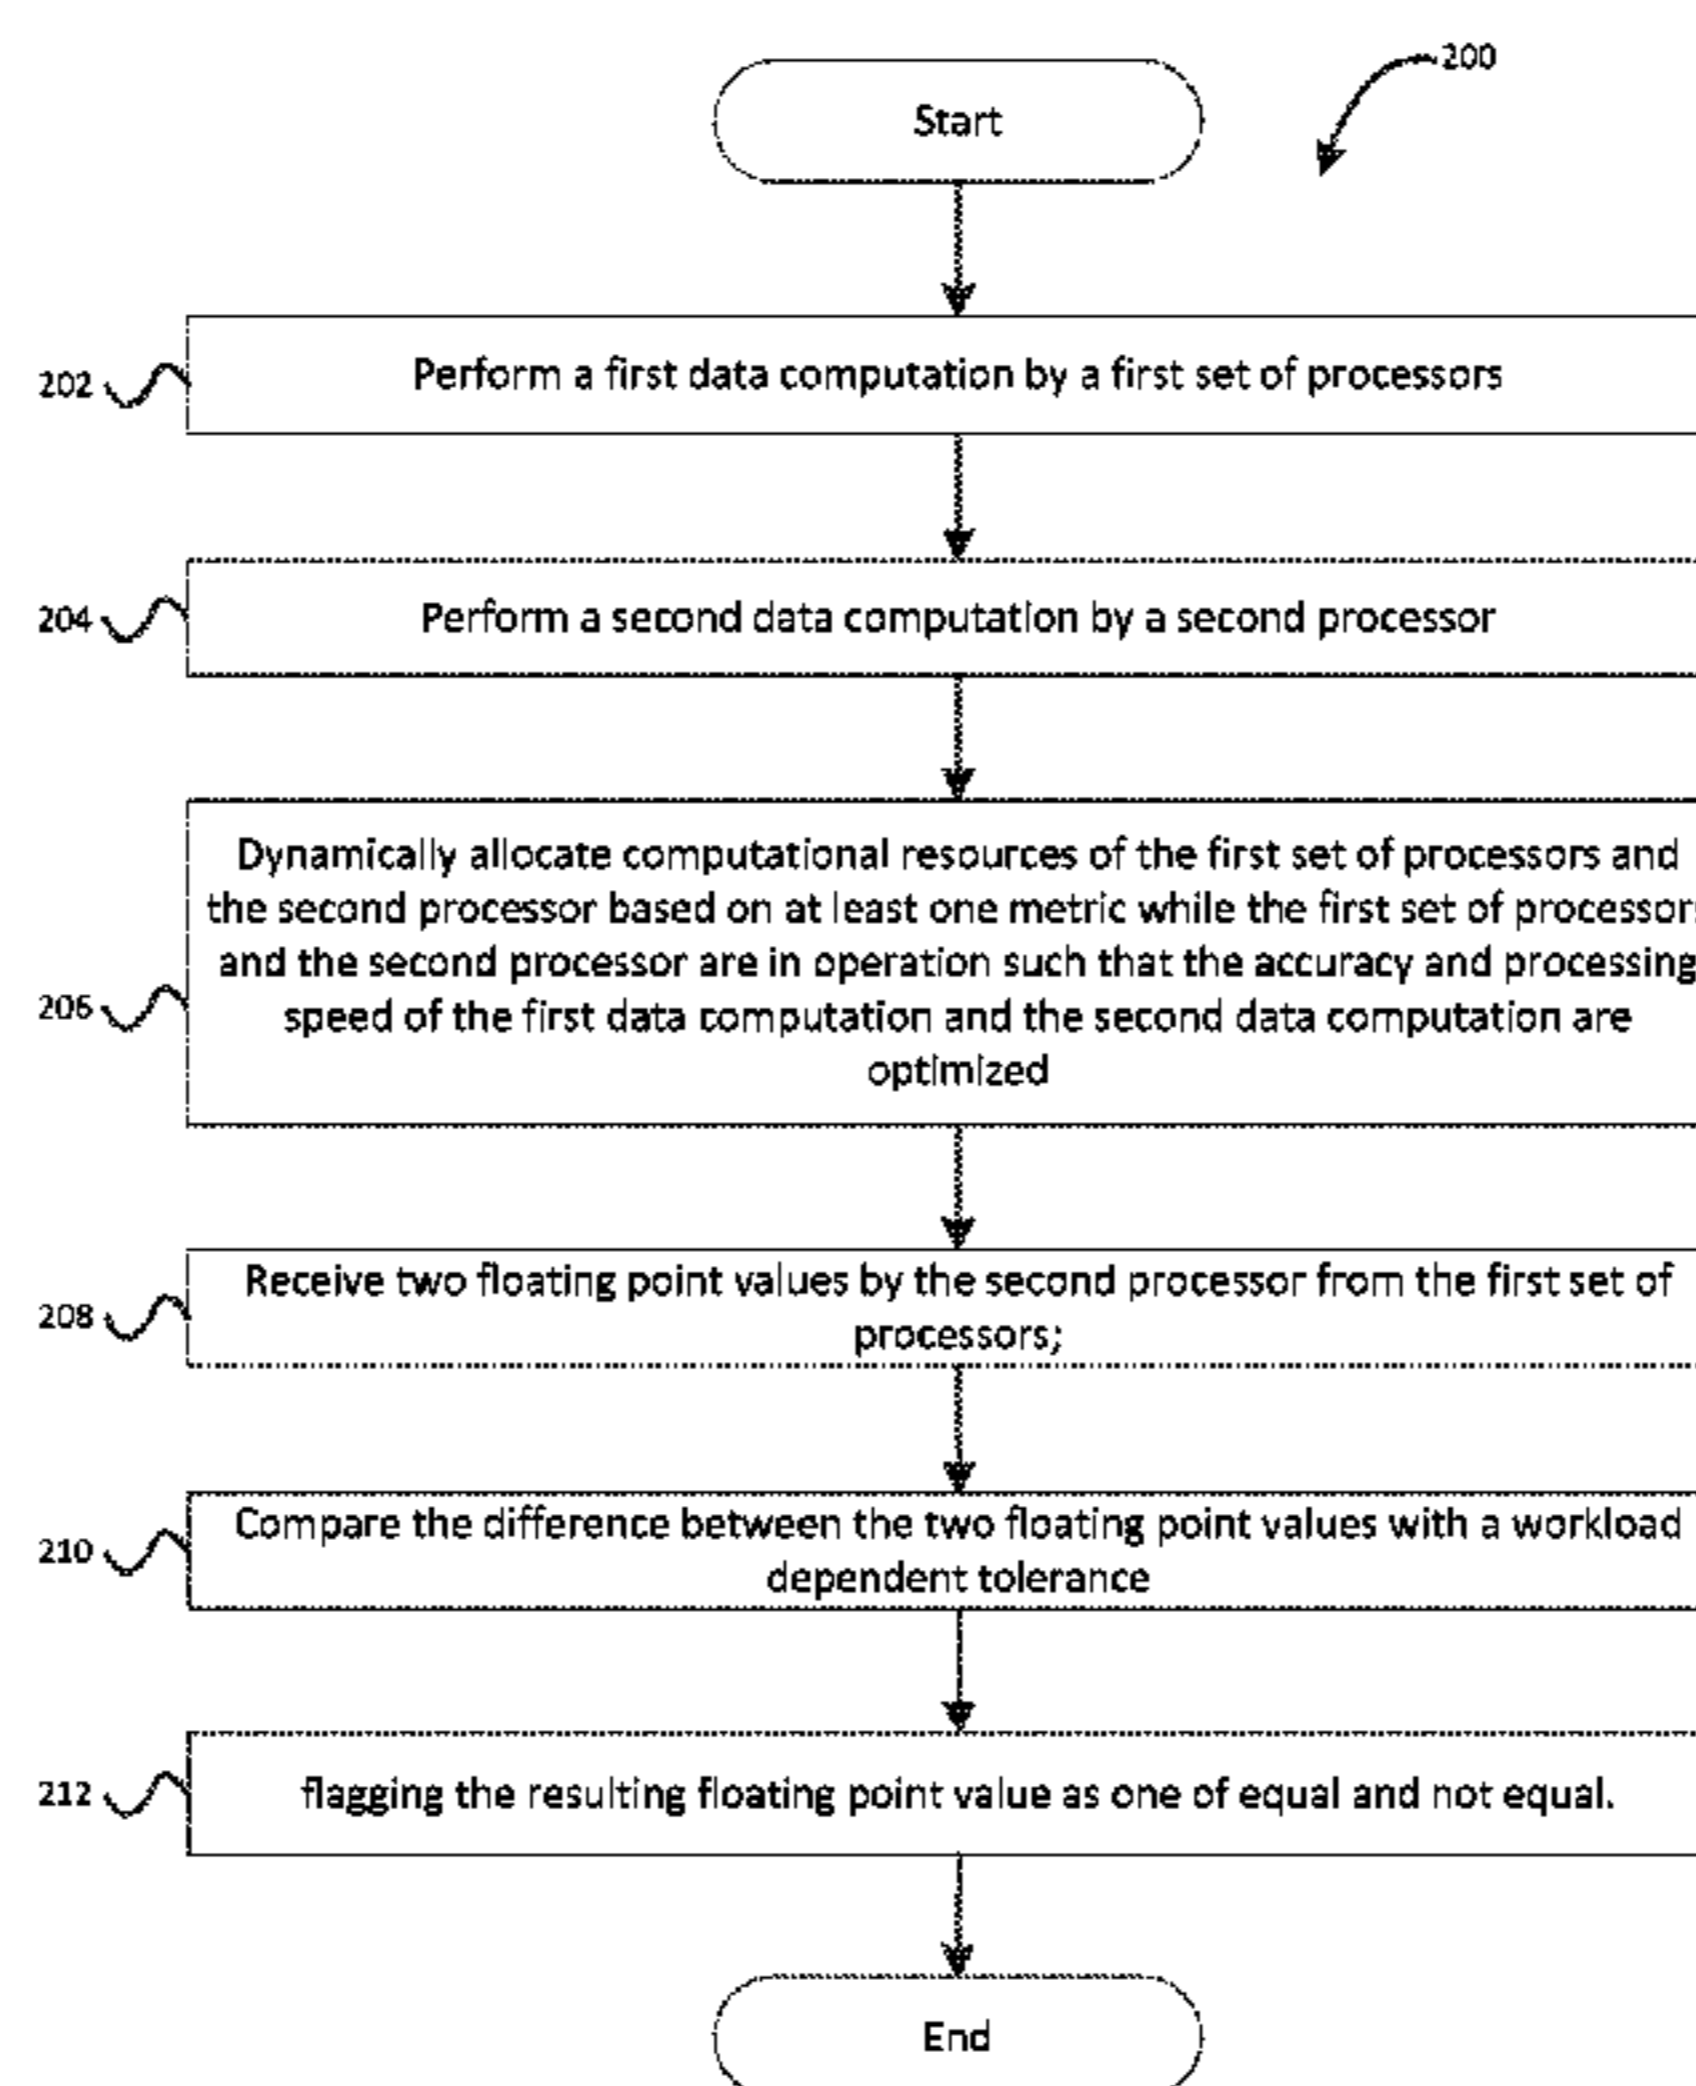 200
Start
202
Perform a first data computation by a first set of processors
204
Perform a second data computation by a second processor
206
Dynamically allocate computational resources of the first set of processors and
the second processor based on at least one metric while the first set of processors
and the second processor are in operation such that the accuracy and processing
speed of the first data computation and the second data computation are
optimized
208
Receive two floating point values by the second processor from the first set of
processors;
210
Compare the difference between the two floating point values with a workload
dependent tolerance
212
flagging the resulting floating point value as one of equal and not equal.
End